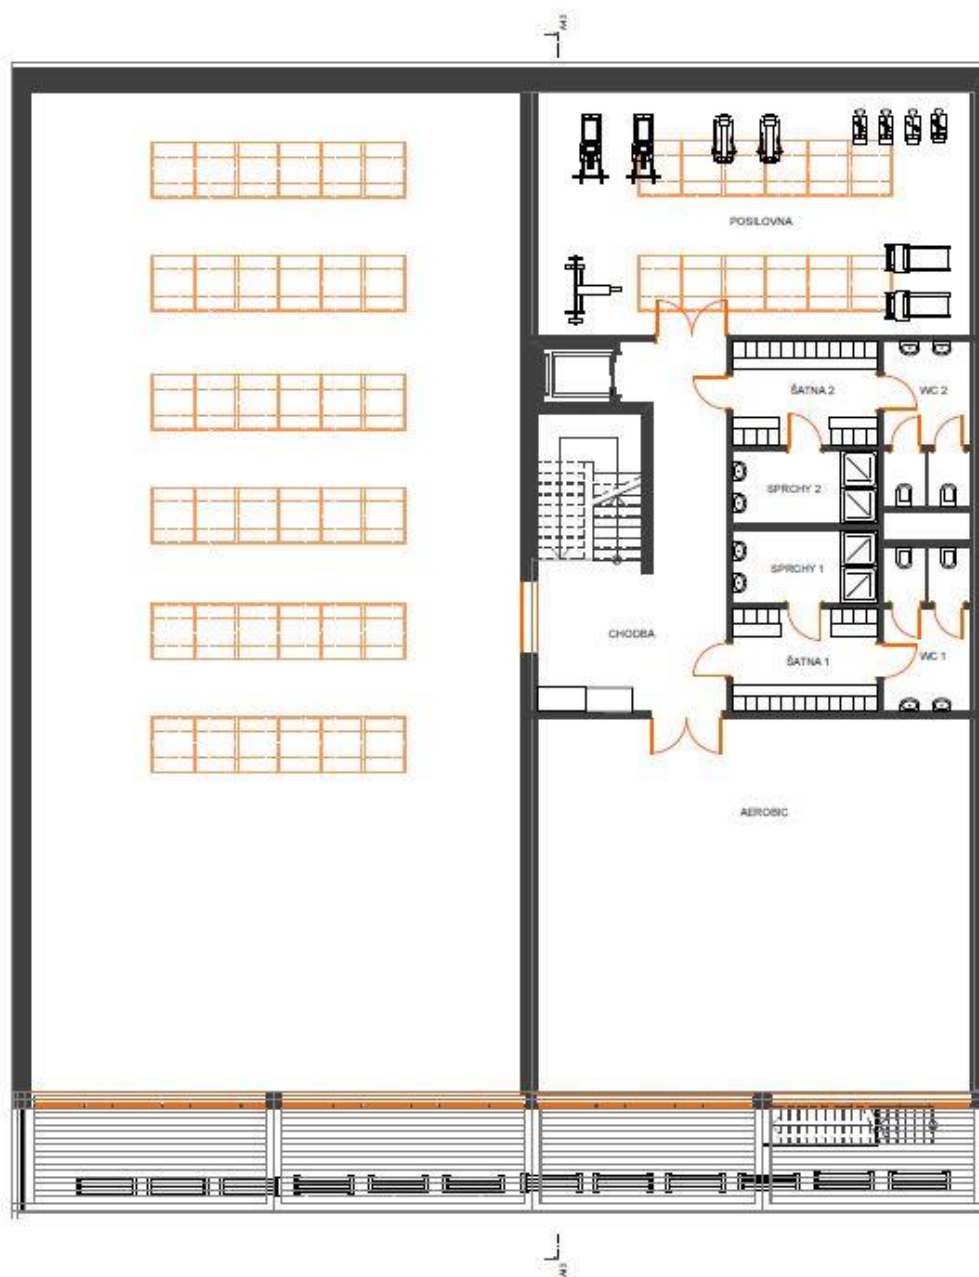 POSILOVNA
ŠATNA 2
WC 2
SPRCHY 2
SPRCHY 1
CHODBA
ŠATNA 1
WC 1
AEROBIC